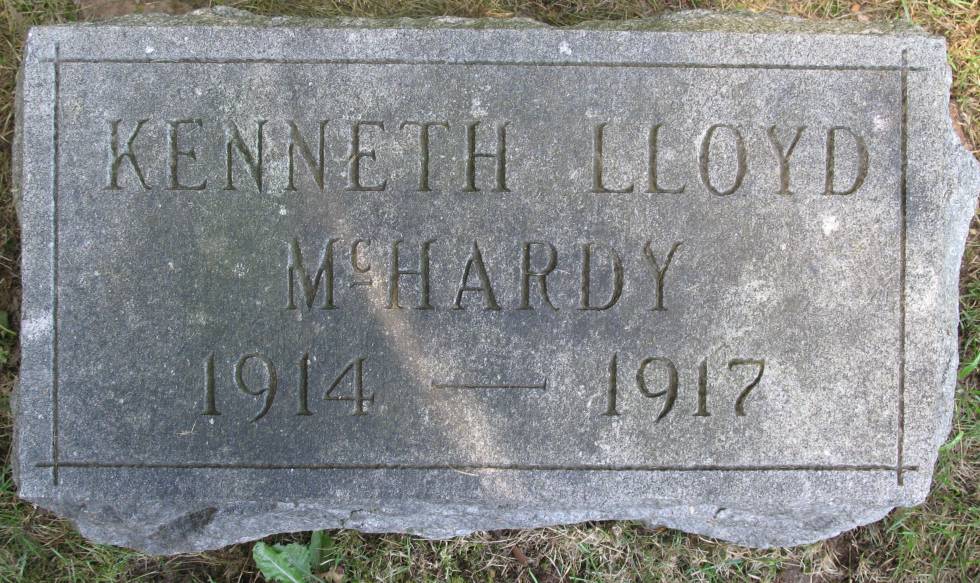 KENNETH LLOYD
McHARDY
1914 — 1917